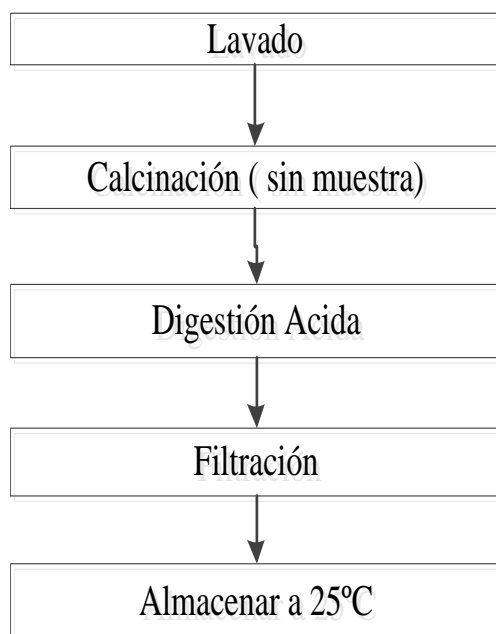 Lavado
Calcinación ( sin muestra)
Digestión Acida
Filtración
Almacenar a 25ºC